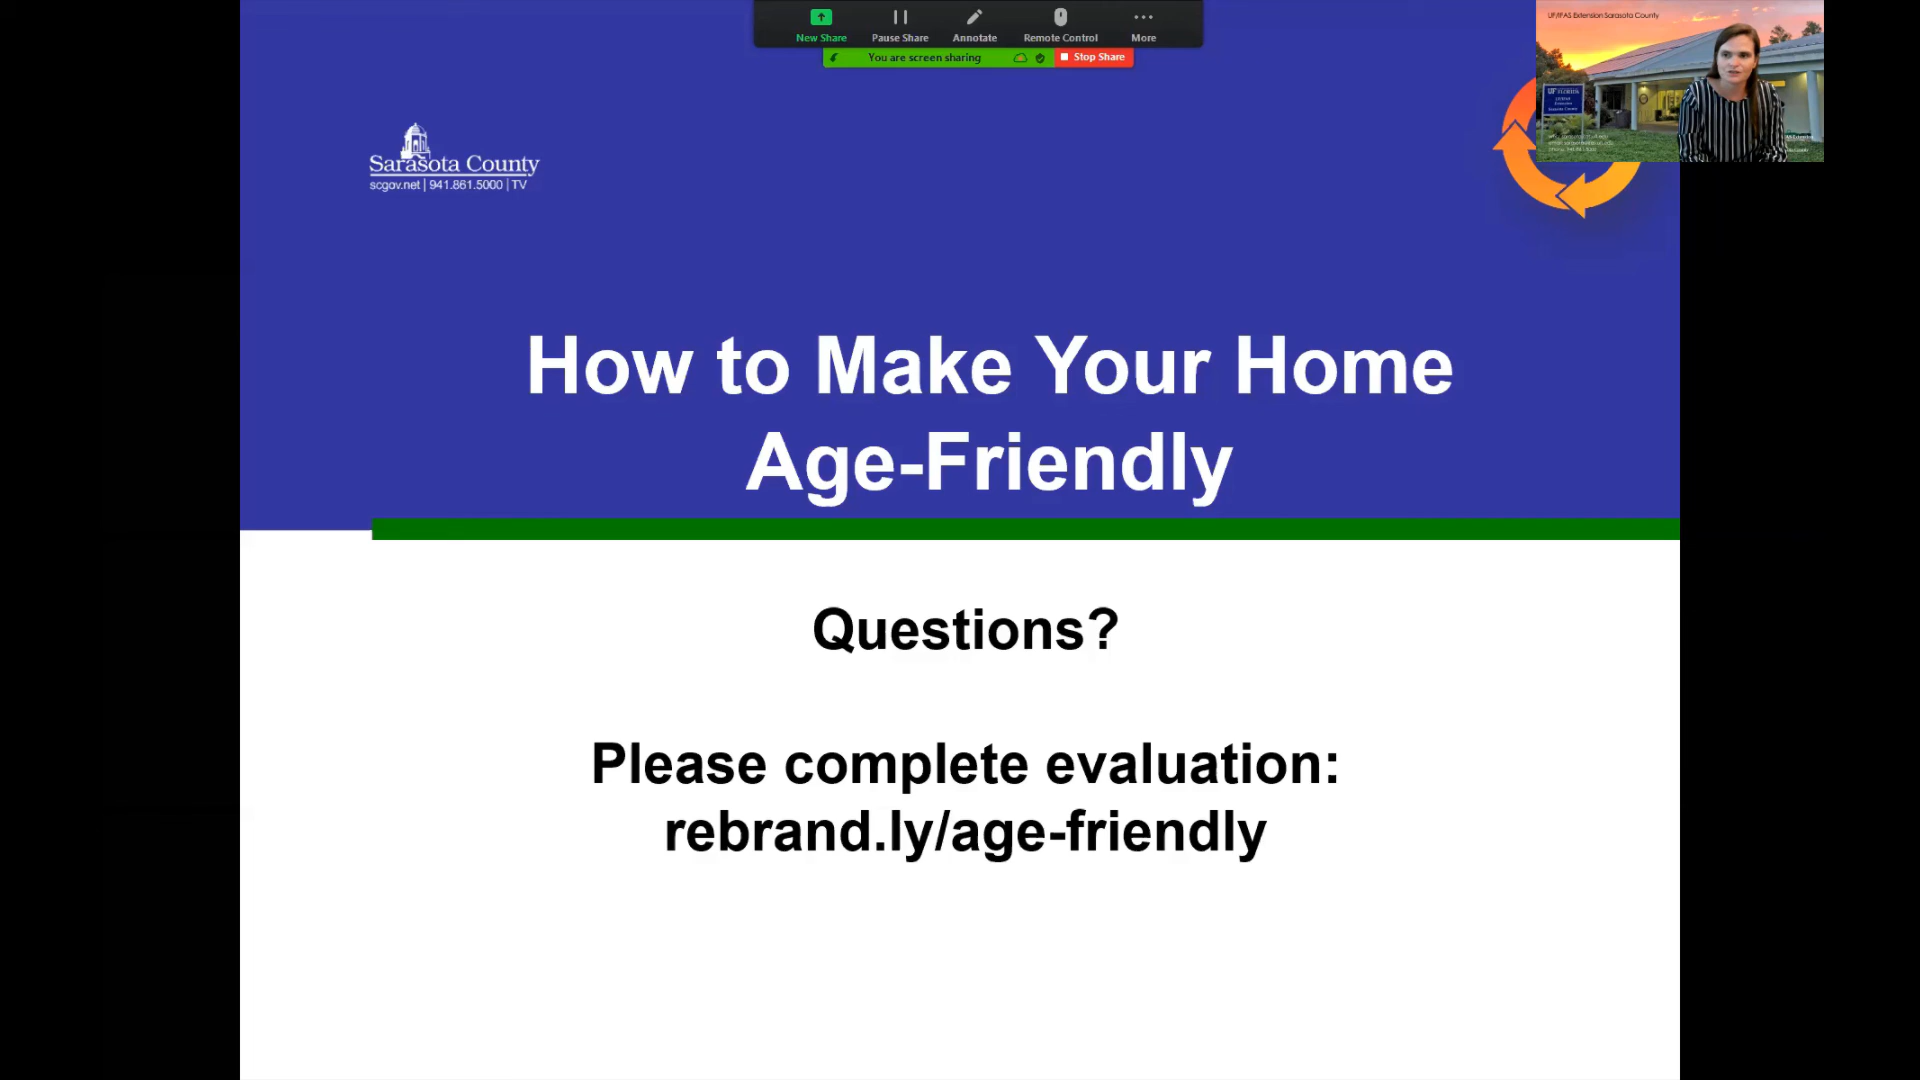 New Share
Pause Share
Annotate
Remote Control
More
You are screen sharing
Stop Share
UF/IFAS Extension Sarasota County
Sarasota County
scgov.net | 941.861.5000 | TV
How to Make Your Home
Age-Friendly
Questions?
Please complete evaluation:
rebrand.ly/age-friendly